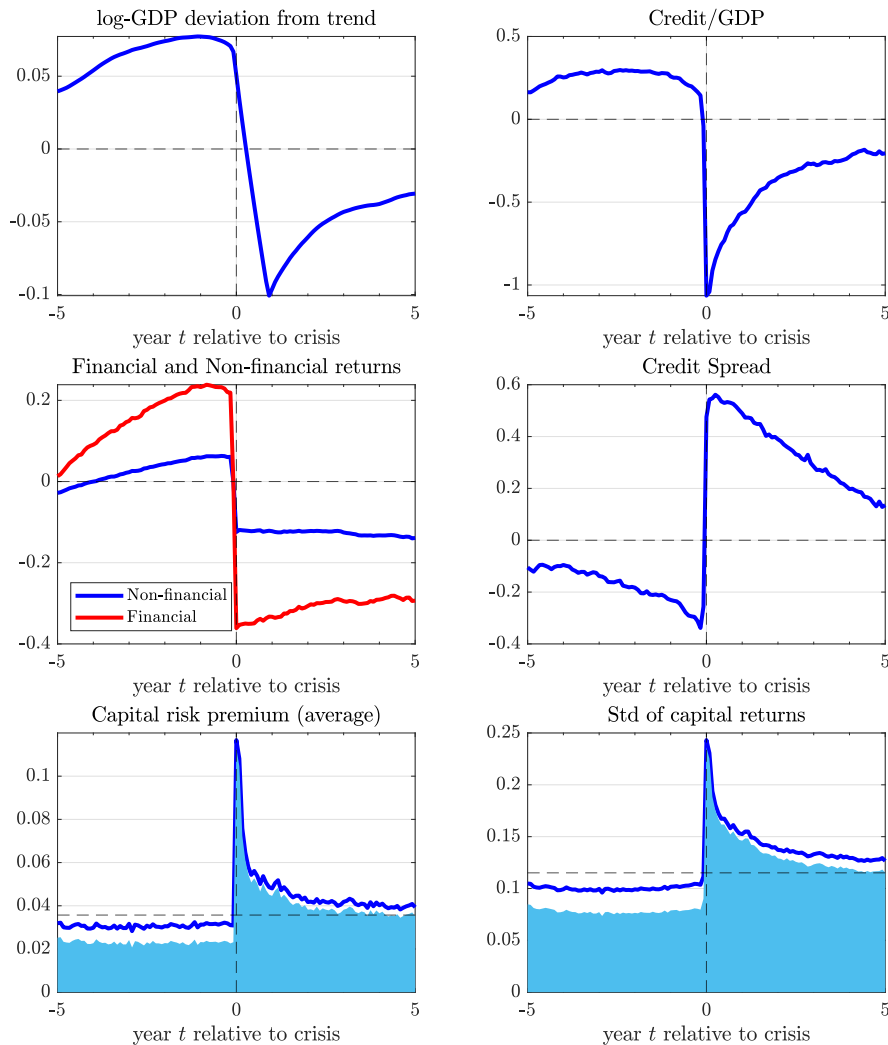 log-GDP deviation from trend
0.05
0
-0.05
-0.1
-5 0 5
year t relative to crisis
Credit/GDP
0.5
0
-0.5
-1
-5 0 5
year t relative to crisis
Financial and Non-financial returns
0.2
0
-0.2
-0.4
Non-financial
Financial
-5 0 5
year t relative to crisis
Credit Spread
0.6
0.4
0.2
0
-0.2
-0.4
-5 0 5
year t relative to crisis
Capital risk premium (average)
0.1
0.08
0.06
0.04
0.02
0
-5 0 5
year t relative to crisis
Std of capital returns
0.25
0.2
0.15
0.1
0.05
0
-5 0 5
year t relative to crisis